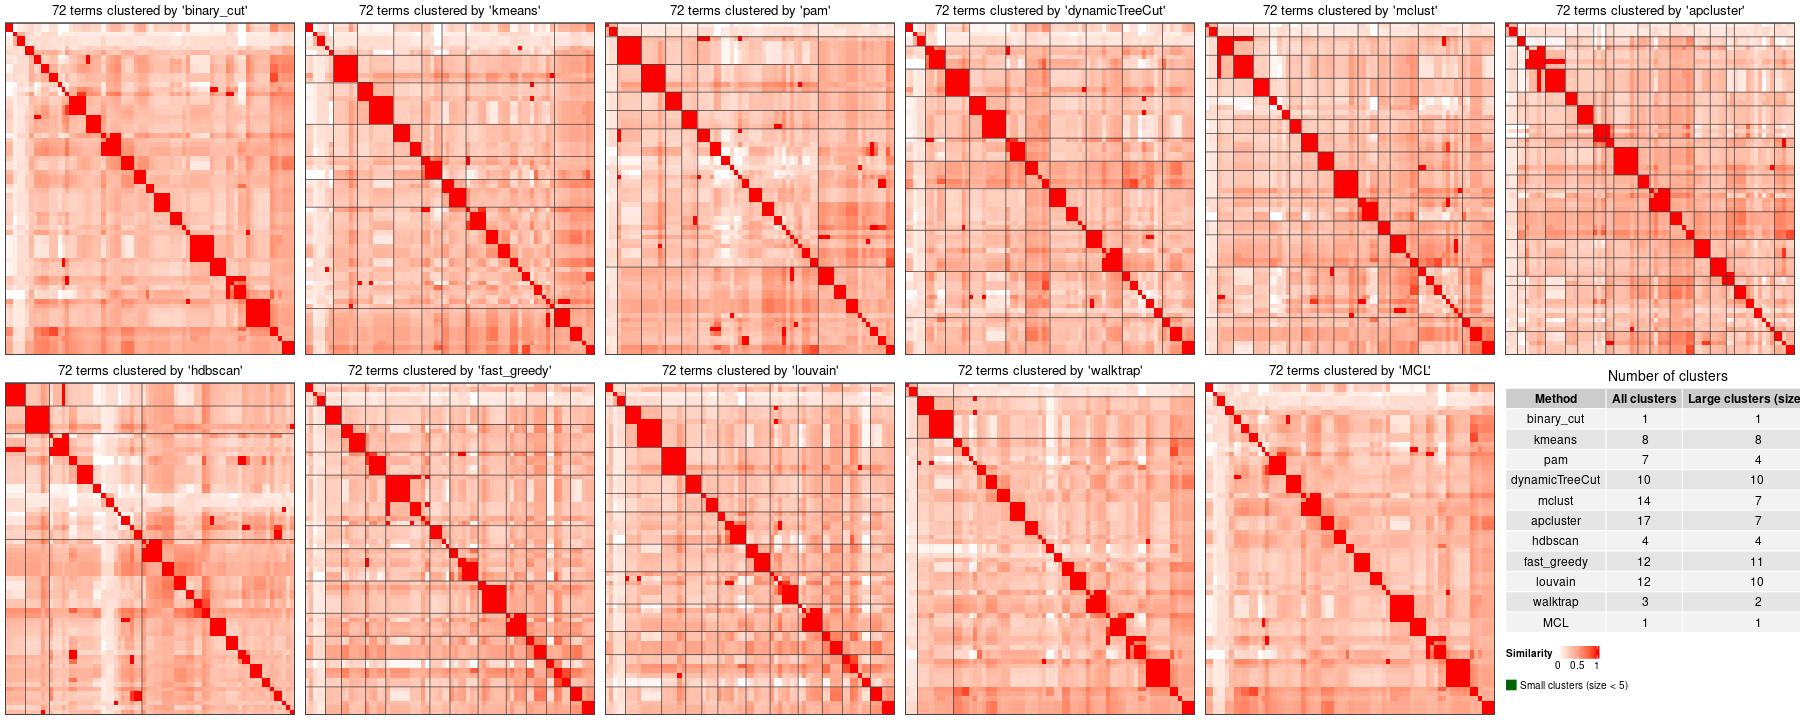 72 terms clustered by 'binary_cut'
72 terms clustered by 'kmeans'
72 terms clustered by 'pam'
72 terms clustered by 'dynamicTreeCut'
72 terms clustered by 'mclust'
72 terms clustered by 'apcluster'
72 terms clustered by 'hdbscan'
72 terms clustered by 'fast_greedy'
72 terms clustered by 'louvain'
72 terms clustered by 'walktrap'
72 terms clustered by 'MCL'
Number of clusters
Method All clusters Large clusters (size
binary_cut 1 1
kmeans 8 8
pam 7 4
dynamicTreeCut 10 10
mclust 14 7
apcluster 17 7
hdbscan 4 4
fast_greedy 12 11
louvain 12 10
walktrap 3 2
MCL 1 1
Similarity
0 0.5 1
Small clusters (size < 5)